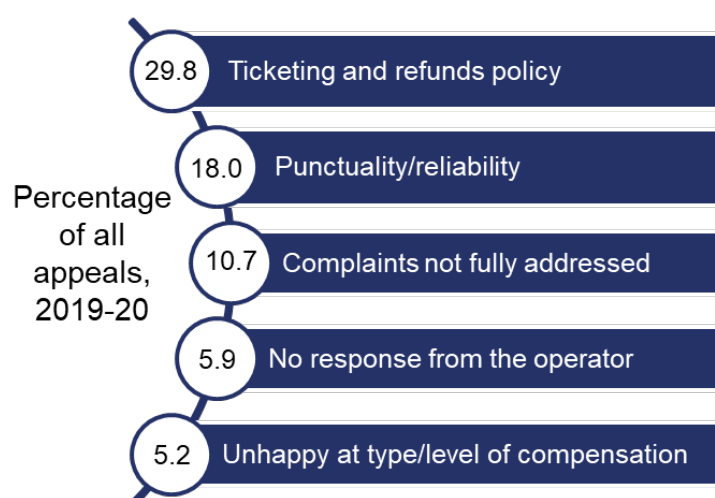 Percentage
of all
appeals,
2019-20
29.8 Ticketing and refunds policy
18.0 Punctuality/reliability
10.7 Complaints not fully addressed
5.9 No response from the operator
5.2 Unhappy at type/level of compensation